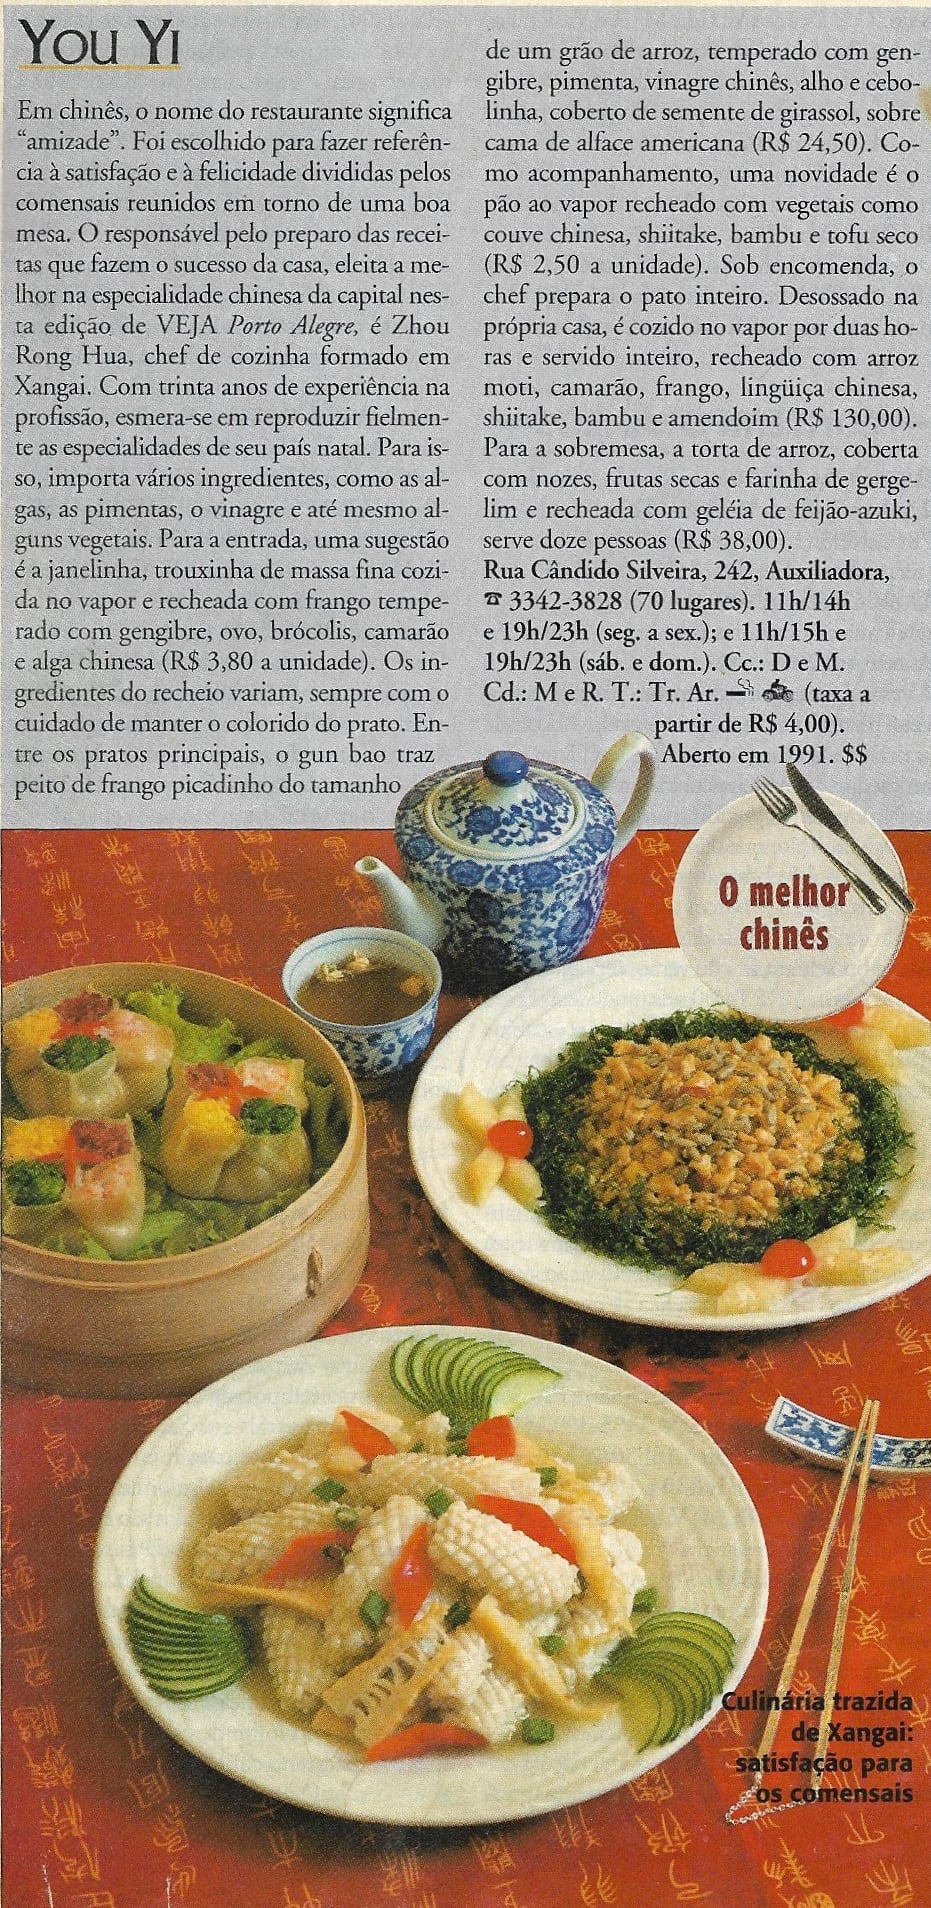 YOU YI
Em chinês, o nome do restaurante significa
“amizade”. Foi escolhido para fazer referên-
cia à satisfação e à felicidade divididas pelos
comensais reunidos em torno de uma boa
mesa. O responsável pelo preparo das recei-
tas que fazem o sucesso da casa, eleita a me-
lhor na especialidade chinesa da capital nes-
ta edição de VEJA Porto Alegre, é Zhou
Rong Hua, chef de cozinha formado em
Xangai. Com trinta anos de experiência na
profissão, esmera-se em reproduzir fielmen-
te as especialidades de seu país natal. Para is-
so, importa vários ingredientes, como as al-
gas, as pimentas, o vinagre e até mesmo al-
guns vegetais. Para a entrada, uma sugestão
é a janelinha, trouxinha de massa fina cozi-
da no vapor e recheada com frango tempe-
rado com gengibre, ovo, brócolis, camarão
e alga chinesa (R$ 3,80 a unidade). Os in-
gredientes do recheio variam, sempre com o
cuidado de manter o colorido do prato. En-
tre os pratos principais, o gun bao traz
peito de frango picadinho do tamanho
de um grão de arroz, temperado com gen-
gibre, pimenta, vinagre chinês, alho e cebo-
linha, coberto de semente de girassol, sobre
cama de alface americana (R$ 24,50). Co-
mo acompanhamento, uma novidade é o
pão ao vapor recheado com vegetais como
couve chinesa, shiitake, bambu e tofu seco
(R$ 2,50 a unidade). Sob encomenda, o
chef prepara o pato inteiro. Desossado na
própria casa, é cozido no vapor por duas ho-
ras e servido inteiro, recheado com arroz
moti, camarão, frango, lingüiça chinesa,
shiitake, bambu e amendoim (R$ 130,00).
Para a sobremesa, a torta de arroz, coberta
com nozes, frutas secas e farinha de gerge-
lim e recheada com geléia de feijão-azuki,
serve doze pessoas (R$ 38,00).
Rua Cândido Silveira, 242, Auxiliadora,
☎ 3342-3828 (70 lugares). 11h/14h
e 19h/23h (seg. a sex.); e 11h/15h e
19h/23h (sáb. e dom.). Cc.: D e M.
Cd.: M e R. T.: Tr. Ar. (taxa a
partir de R$ 4,00).
Aberto em 1991. $$
O melhor
chinês
Culinária trazida
de Xangai:
satisfação para
os comensais